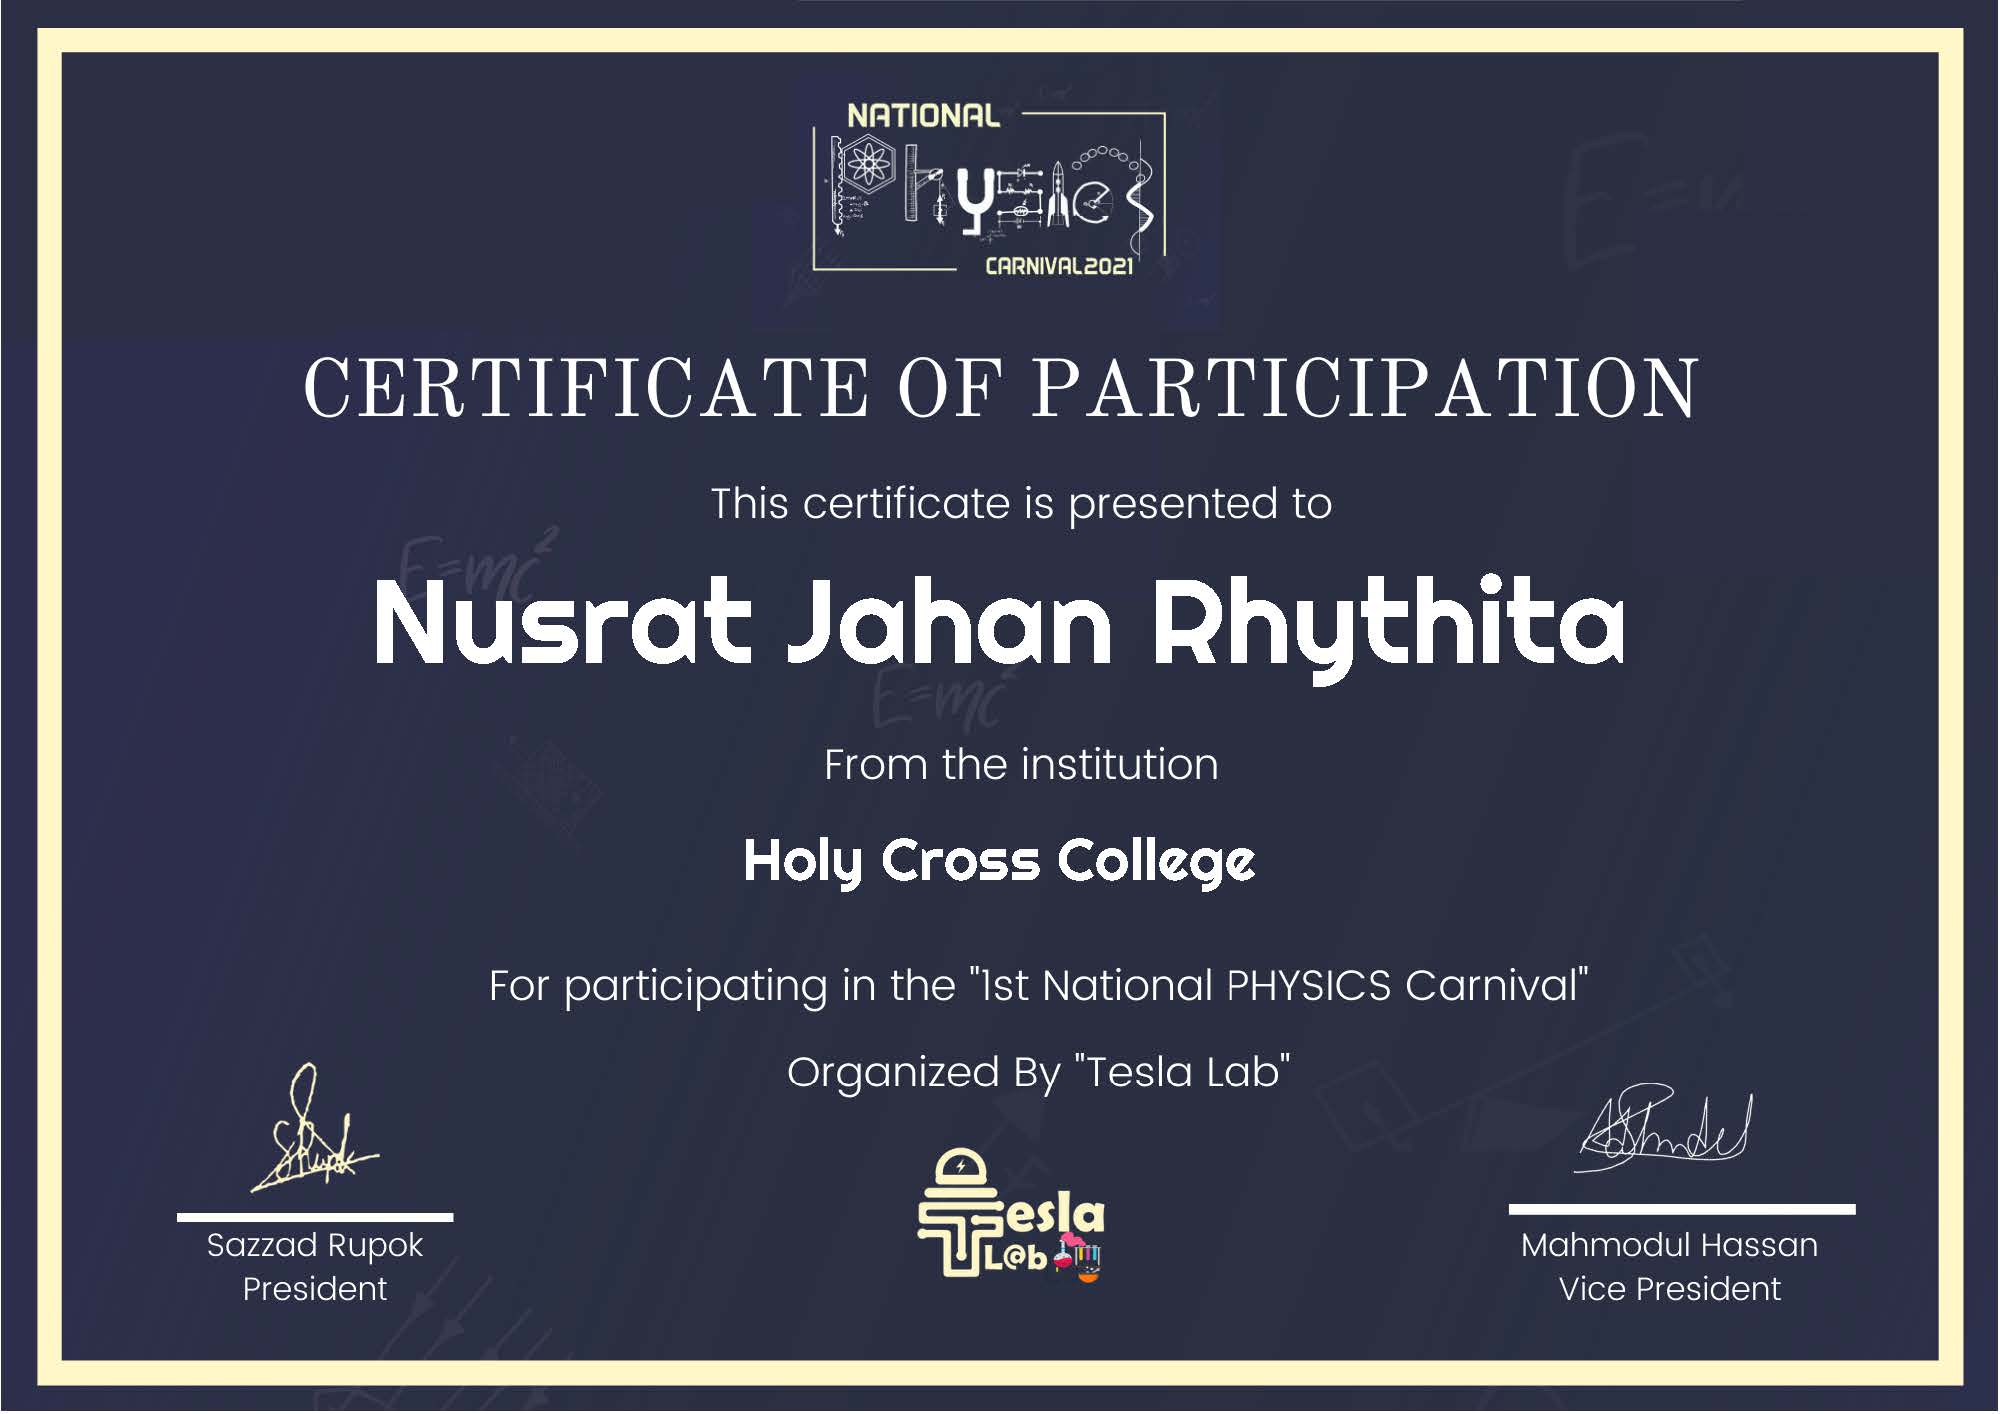 NATIONAL
Physics
CARNIVAL2021
CERTIFICATE OF PARTICIPATION
This certificate is presented to
E=mc²
Nusrat Jahan Rhythita
E=mc²
From the institution
Holy Cross College
For participating in the "1st National PHYSICS Carnival"
Organized By "Tesla Lab"
Tesla
L@b
Sazzad Rupok
President
Mahmodul Hassan
Vice President